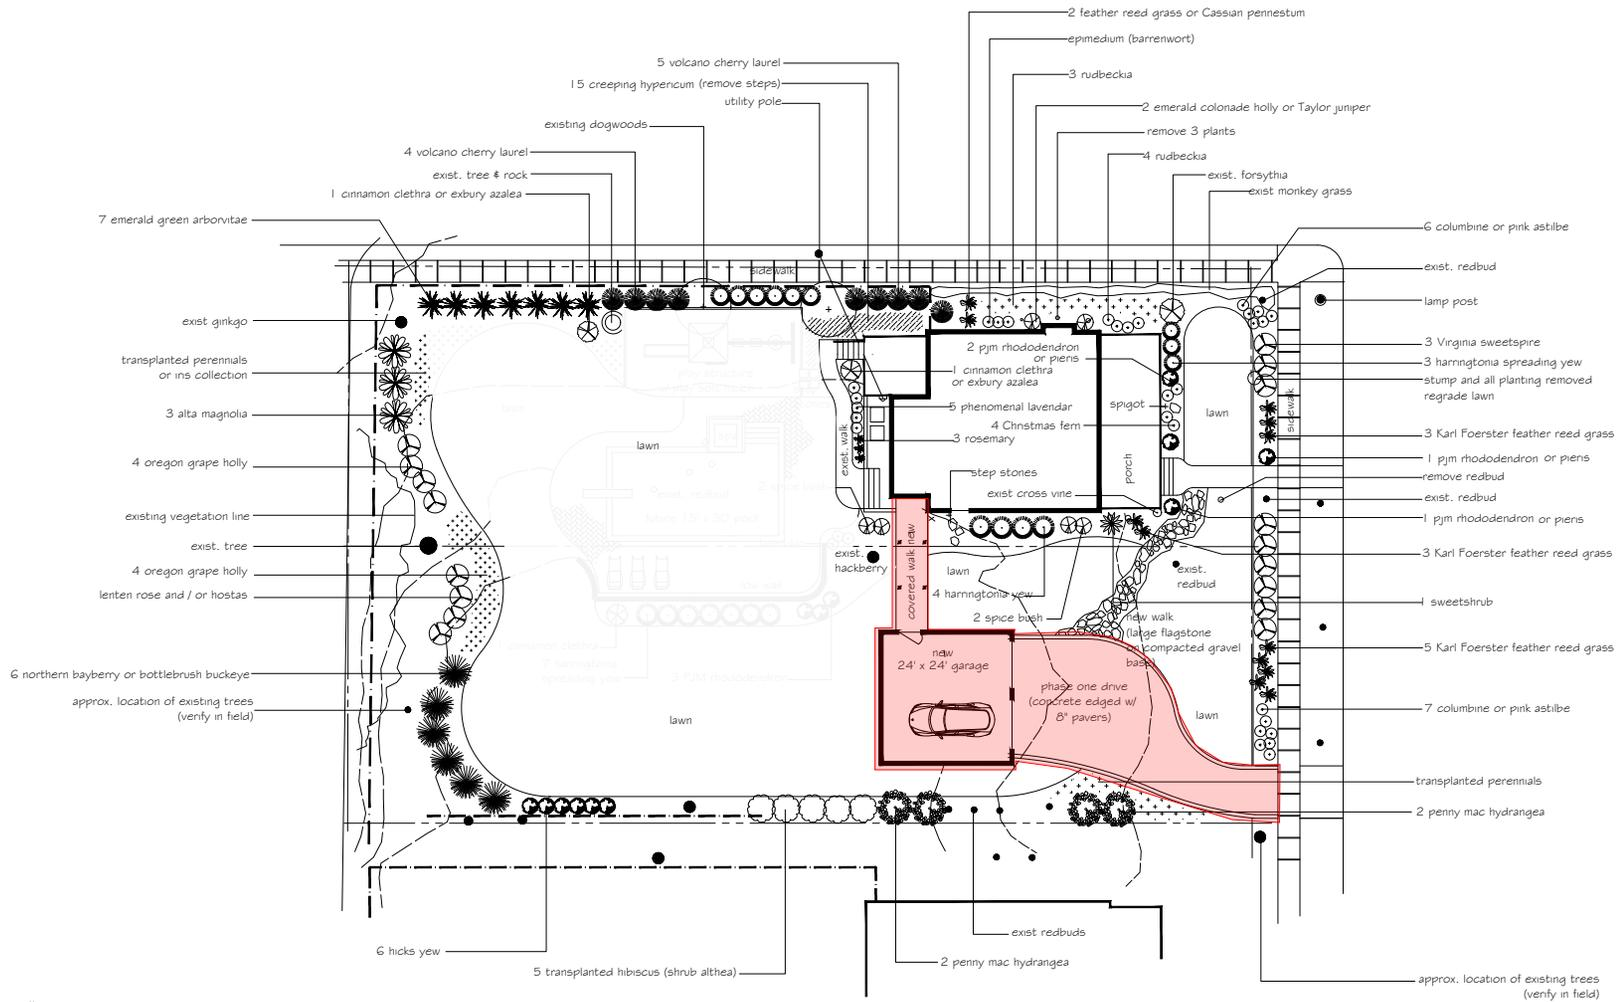 2 feather reed grass or Cassian pennestum
epimedium (barrenwort)
5 volcano cherry laurel
3 rudbeckia
15 creeping hypericum (remove steps)
utility pole
2 emerald colonade holly or Taylor juniper
existing dogwoods
remove 3 plants
4 volcano cherry laurel
4 rudbeckia
exist. tree & rock
exist. forsythia
1 cinnamon clethra or exbury azalea
exist monkey grass
7 emerald green arborvitae
6 columbine or pink astilbe
sidewalk
exist. redbud
lamp post
exist ginkgo
transplanted perennials
or iris collection
2 pjm rhododendron
or pieris
3 Virginia sweetspire
3 harringtonia spreading yew
1 cinnamon clethra
or exbury azalea
stump and all planting removed
regrade lawn
lawn
5 phenomenal lavendar
spigot
lawn
sidewalk
3 alta magnolia
4 Christmas fern
3 rosemary
3 Karl Foerster feather reed grass
lawn
exist. walk
4 oregon grape holly
1 pjm rhododendron or pieris
step stones
porch
remove redbud
2 spice bush
exist. redbud
exist cross vine
exist. redbud
existing vegetation line
1 pjm rhododendron or pieris
covered walk new
exist. tree
exist.
hackberry
3 Karl Foerster feather reed grass
4 oregon grape holly
lawn
exist.
redbud
lenten rose and / or hostas
4 harringtonia yew
1 sweetshrub
2 spice bush
new walk
(large flagstone
on compacted gravel
base)
5 Karl Foerster feather reed grass
new
24' x 24' garage
6 northern bayberry or bottlebrush buckeye
3 PJM rhododendron
phase one drive
(concrete edged w/
8" pavers)
approx. location of existing trees
(verify in field)
lawn
lawn
7 columbine or pink astilbe
transplanted perennials
2 penny mac hydrangea
exist redbuds
6 hicks yew
2 penny mac hydrangea
5 transplanted hibiscus (shrub althea)
approx. location of existing trees
(verify in field)